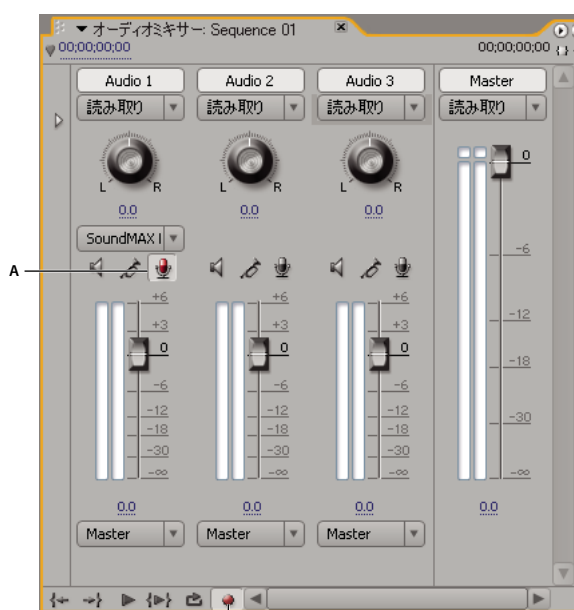 オーディオミキサー: Sequence 01
00;00;00;00 00;00;00;00
Audio 1 Audio 2 Audio 3 Master
読み取り 読み取り 読み取り 読み取り
L R L R L R
0.0 0.0 0.0
SoundMAX I
A
+6 +6 +6
+3 +3 +3
0 0 0 0
-6 -6 -6 -6
-12 -12 -12 -12
-18 -18 -18 -18
-30 -30 -30 -30
-∞ -∞ -∞ -∞
0.0 0.0 0.0 0.0
Master Master Master